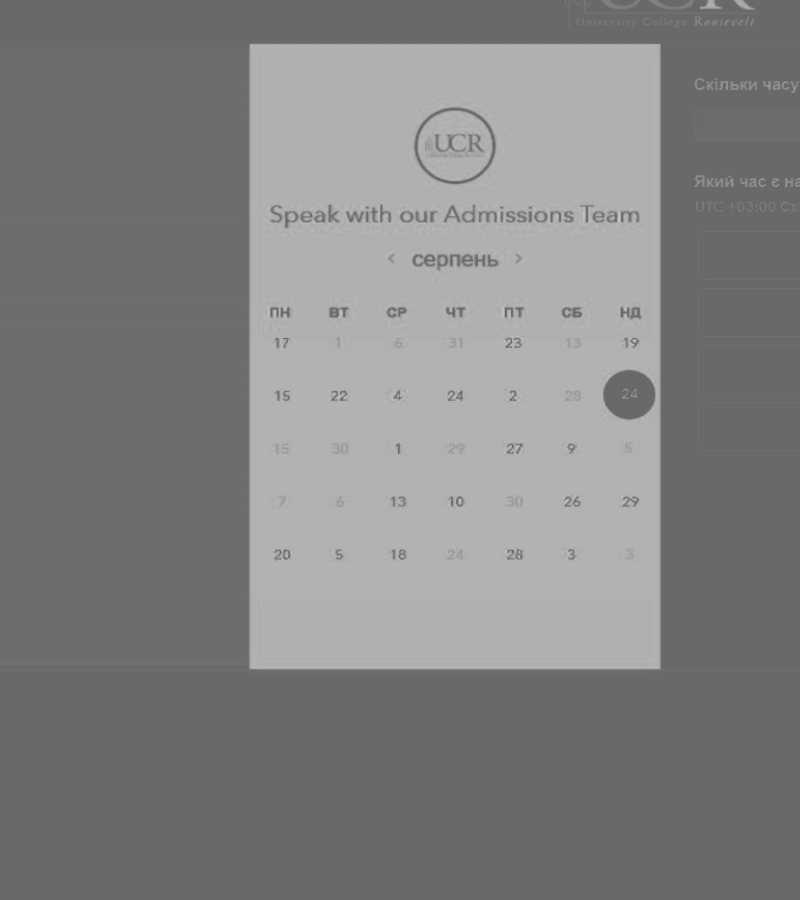 UCR
University College Roosevelt
UCR
Speak with our Admissions Team
‹ серпень ›
ПН ВТ СР ЧТ ПТ СБ НД
17 1 6 31 23 13 19
15 22 4 24 2 28 24
15 30 1 29 27 9 5
7 6 13 10 30 26 29
20 5 18 24 28 3 3
Скільки часу
Який час є на
UTC +03:00